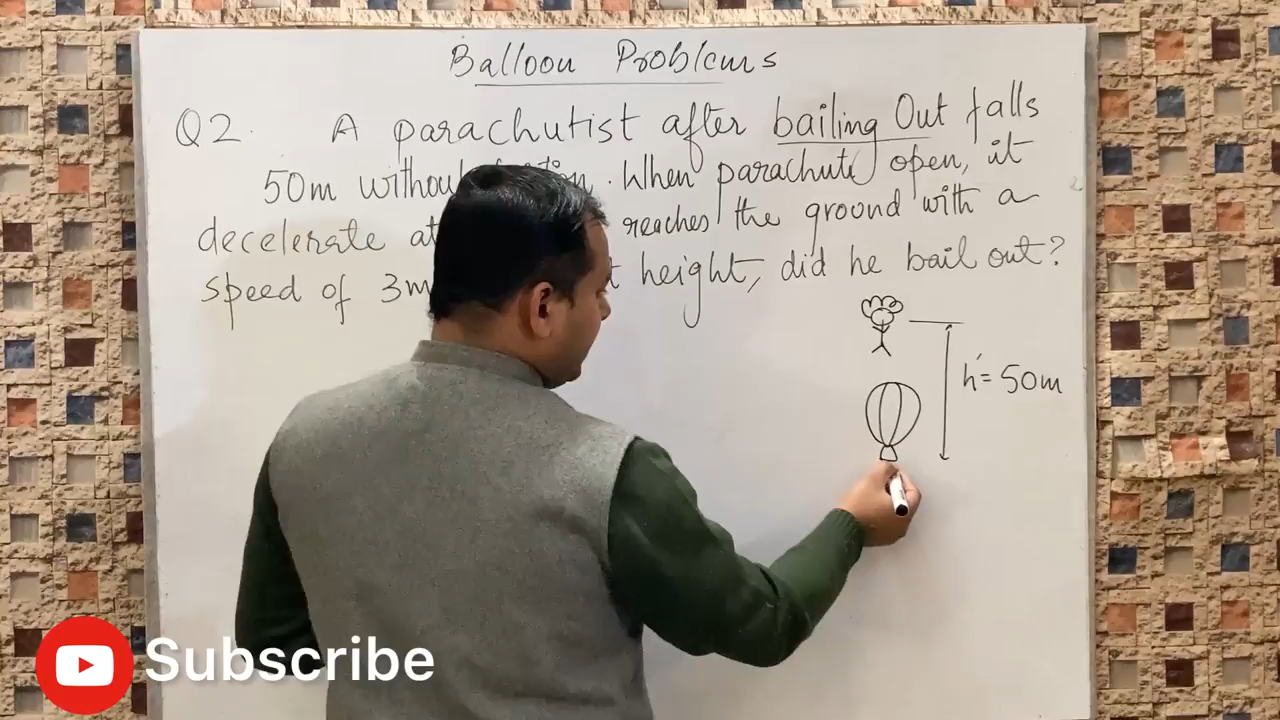 Balloon Problems
Q2. A parachutist after bailing Out falls
50m without . When parachute open, it
decelerate at reaches the ground with a
speed of 3m height, did he bail out?
h' = 50m
Subscribe